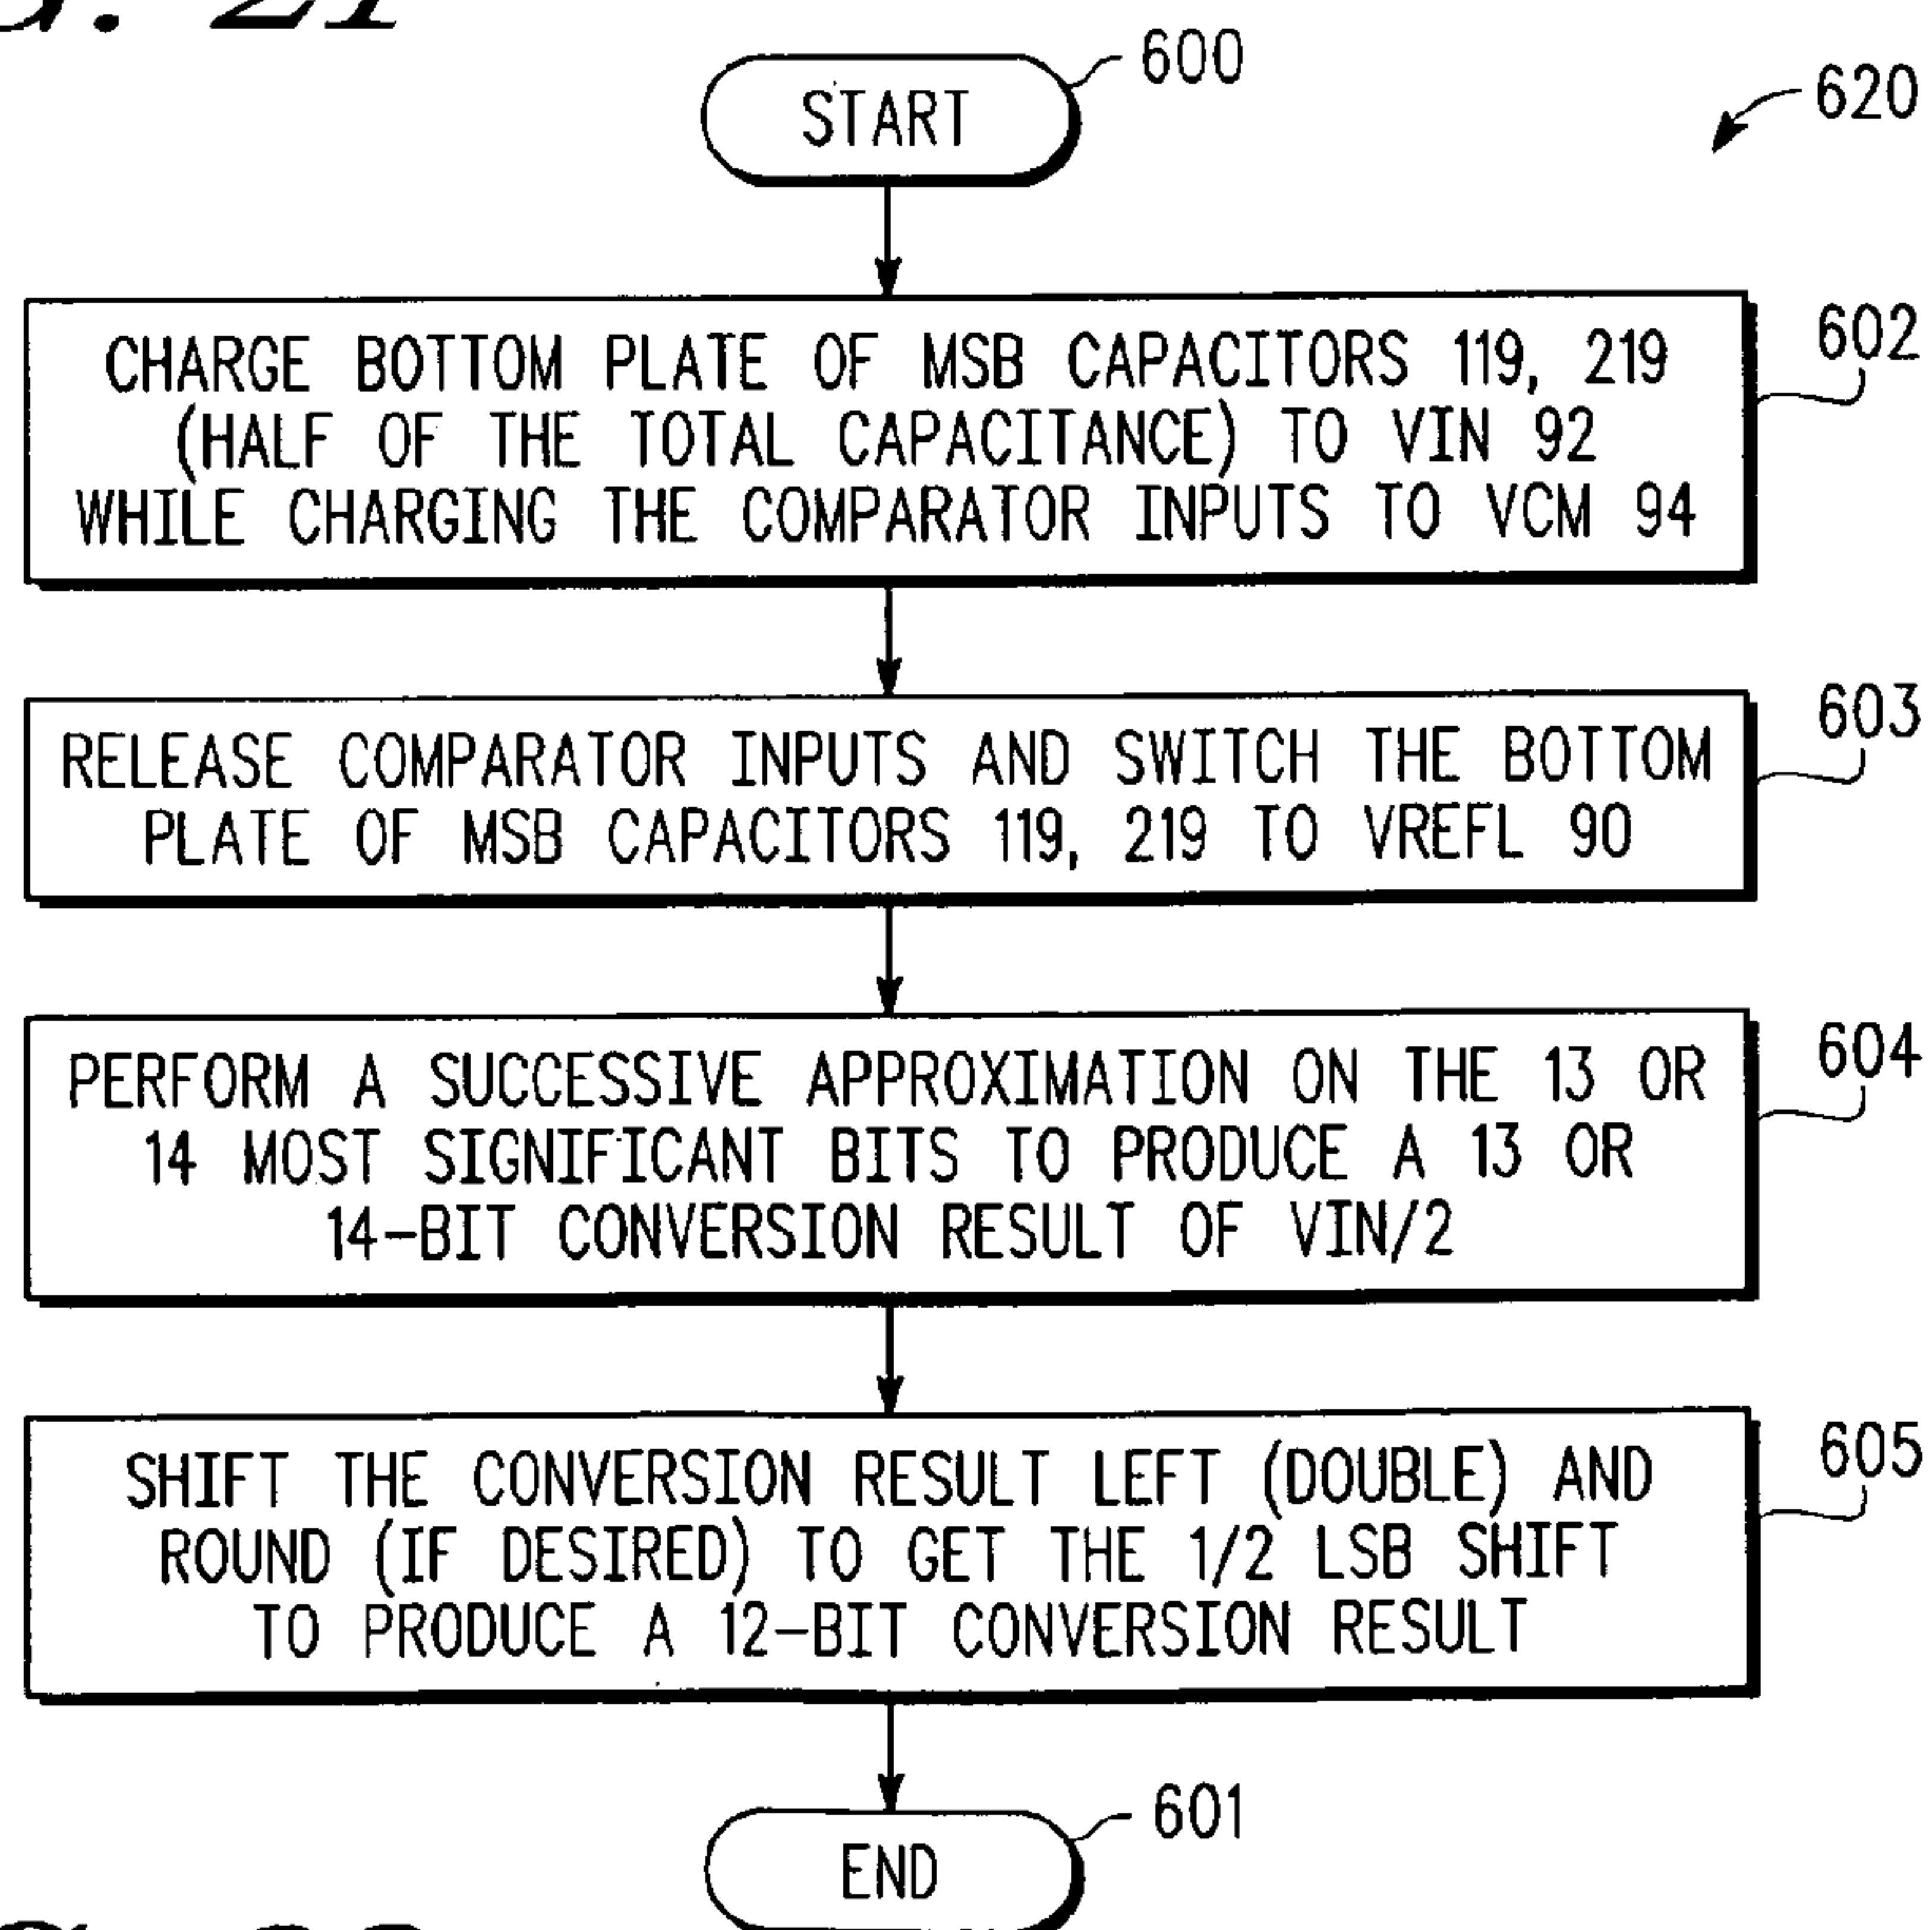 21
600
START
620
CHARGE BOTTOM PLATE OF MSB CAPACITORS 119, 219
(HALF OF THE TOTAL CAPACITANCE) TO VIN 92
WHILE CHARGING THE COMPARATOR INPUTS TO VCM 94
602
RELEASE COMPARATOR INPUTS AND SWITCH THE BOTTOM
PLATE OF MSB CAPACITORS 119, 219 TO VREFL 90
603
PERFORM A SUCCESSIVE APPROXIMATION ON THE 13 OR
14 MOST SIGNIFICANT BITS TO PRODUCE A 13 OR
14-BIT CONVERSION RESULT OF VIN/2
604
SHIFT THE CONVERSION RESULT LEFT (DOUBLE) AND
ROUND (IF DESIRED) TO GET THE 1/2 LSB SHIFT
TO PRODUCE A 12-BIT CONVERSION RESULT
605
601
END